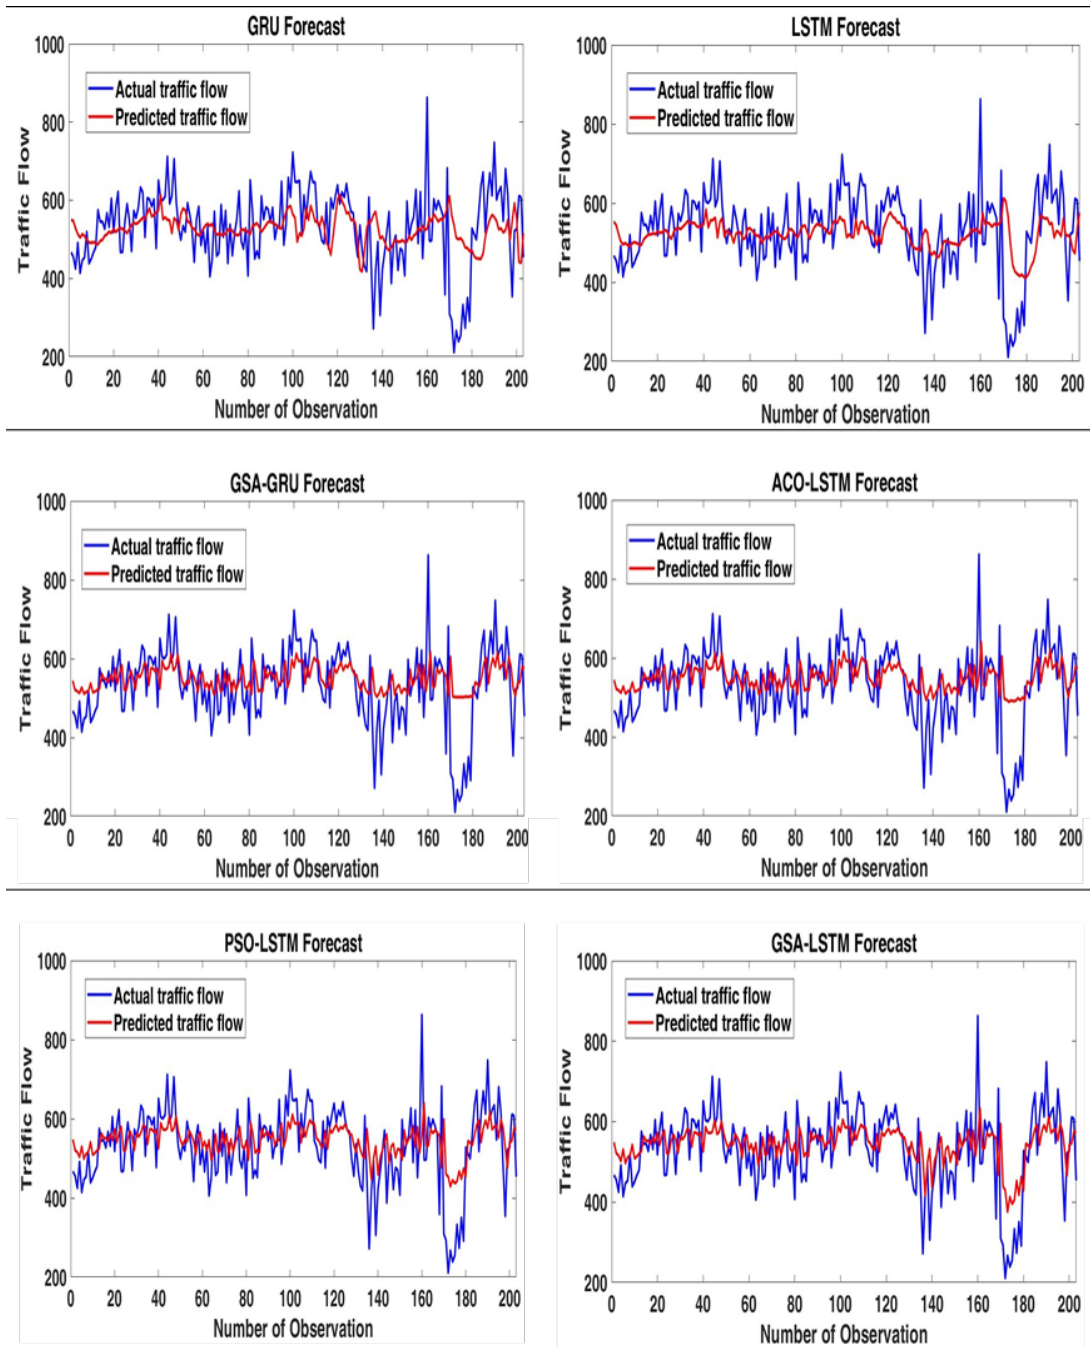 GRU Forecast
1000
800
600
400
200
Traffic Flow
Actual traffic flow
Predicted traffic flow
0 20 40 60 80 100 120 140 160 180 200
Number of Observation
LSTM Forecast
1000
800
600
400
200
Traffic Flow
Actual traffic flow
Predicted traffic flow
0 20 40 60 80 100 120 140 160 180 200
Number of Observation
GSA-GRU Forecast
1000
800
600
400
200
Traffic Flow
Actual traffic flow
Predicted traffic flow
0 20 40 60 80 100 120 140 160 180 200
Number of Observation
ACO-LSTM Forecast
1000
800
600
400
200
Traffic Flow
Actual traffic flow
Predicted traffic flow
0 20 40 60 80 100 120 140 160 180 200
Number of Observation
PSO-LSTM Forecast
1000
800
600
400
200
Traffic Flow
Actual traffic flow
Predicted traffic flow
0 20 40 60 80 100 120 140 160 180 200
Number of Observation
GSA-LSTM Forecast
1000
800
600
400
200
Traffic Flow
Actual traffic flow
Predicted traffic flow
0 20 40 60 80 100 120 140 160 180 200
Number of Observation